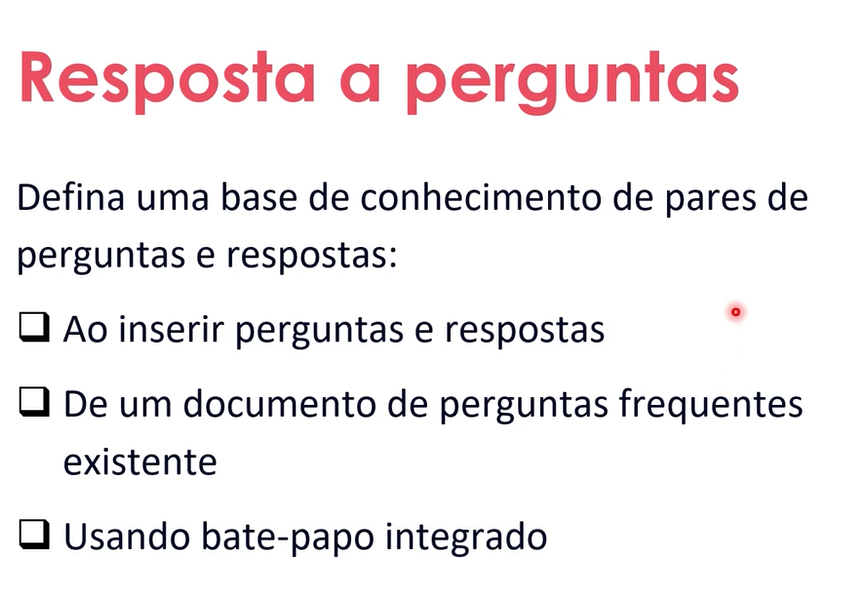 Resposta a perguntas
Defina uma base de conhecimento de pares de
perguntas e respostas:
Ao inserir perguntas e respostas
De um documento de perguntas frequentes
existente
Usando bate-papo integrado